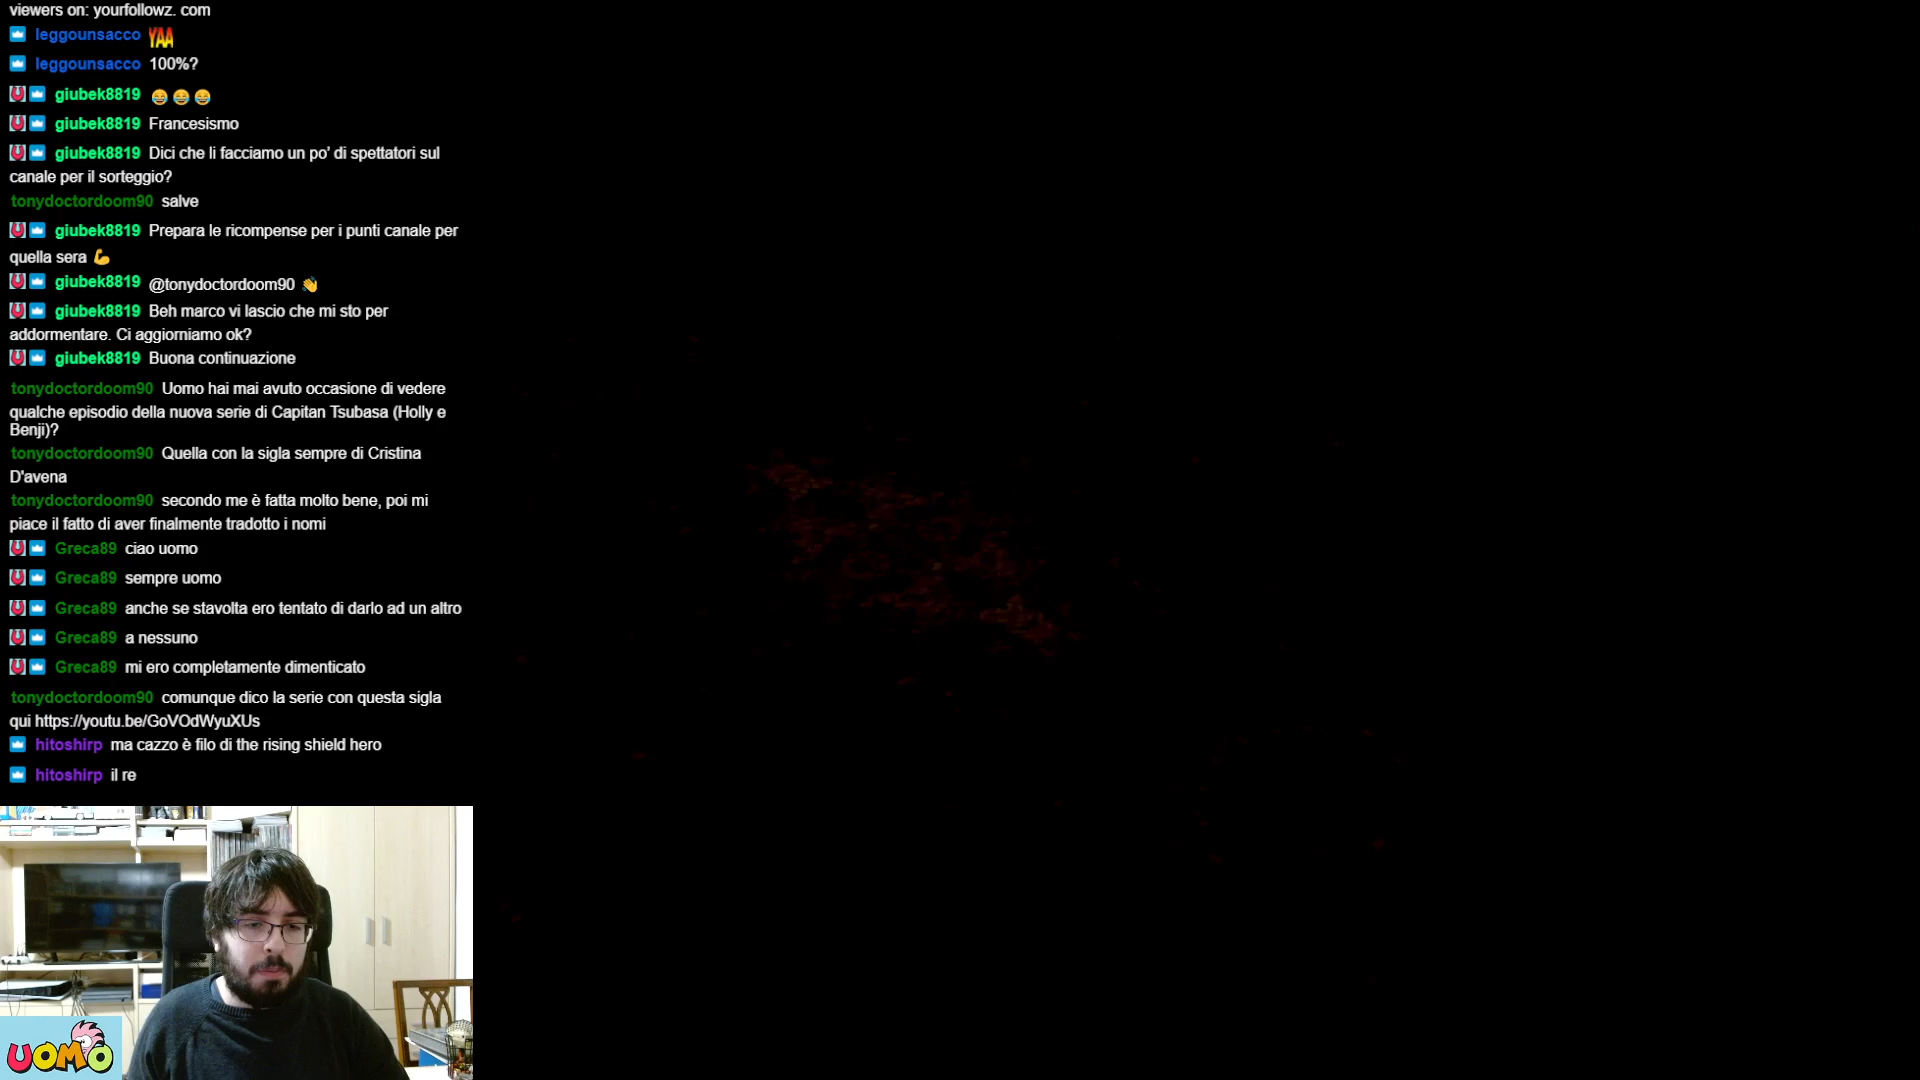 viewers on: yourfollowz. com
leggounsacco YAA
leggounsacco 100%?
giubek8819 😂 😂 😂
giubek8819 Francesismo
giubek8819 Dici che li facciamo un po' di spettatori sul
canale per il sorteggio?
tonydoctordoom90 salve
giubek8819 Prepara le ricompense per i punti canale per
quella sera 💪
giubek8819 @tonydoctordoom90 👋
giubek8819 Beh marco vi lascio che mi sto per
addormentare. Ci aggiorniamo ok?
giubek8819 Buona continuazione
tonydoctordoom90 Uomo hai mai avuto occasione di vedere
qualche episodio della nuova serie di Capitan Tsubasa (Holly e
Benji)?
tonydoctordoom90 Quella con la sigla sempre di Cristina
D'avena
tonydoctordoom90 secondo me è fatta molto bene, poi mi
piace il fatto di aver finalmente tradotto i nomi
Greca89 ciao uomo
Greca89 sempre uomo
Greca89 anche se stavolta ero tentato di darlo ad un altro
Greca89 a nessuno
Greca89 mi ero completamente dimenticato
tonydoctordoom90 comunque dico la serie con questa sigla
qui https://youtu.be/GoVOdWyuXUs
hitoshirp ma cazzo è filo di the rising shield hero
hitoshirp il re
UOMO